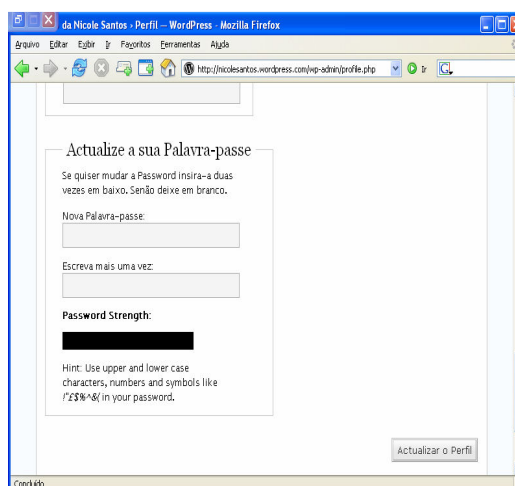 da Nicole Santos › Perfil — WordPress - Mozilla Firefox
Arquivo Editar Exibir Ir Favoritos Ferramentas Ajuda
http://nicolesantos.wordpress.com/wp-admin/profile.php Ir G
Actualize a sua Palavra-passe
Se quiser mudar a Password insira-a duas
vezes em baixo. Senão deixe em branco.
Nova Palavra-passe:
Escreva mais uma vez:
Password Strength:
Hint: Use upper and lower case
characters, numbers and symbols like
!"£$%^&( in your password.
Actualizar o Perfil
Concluído